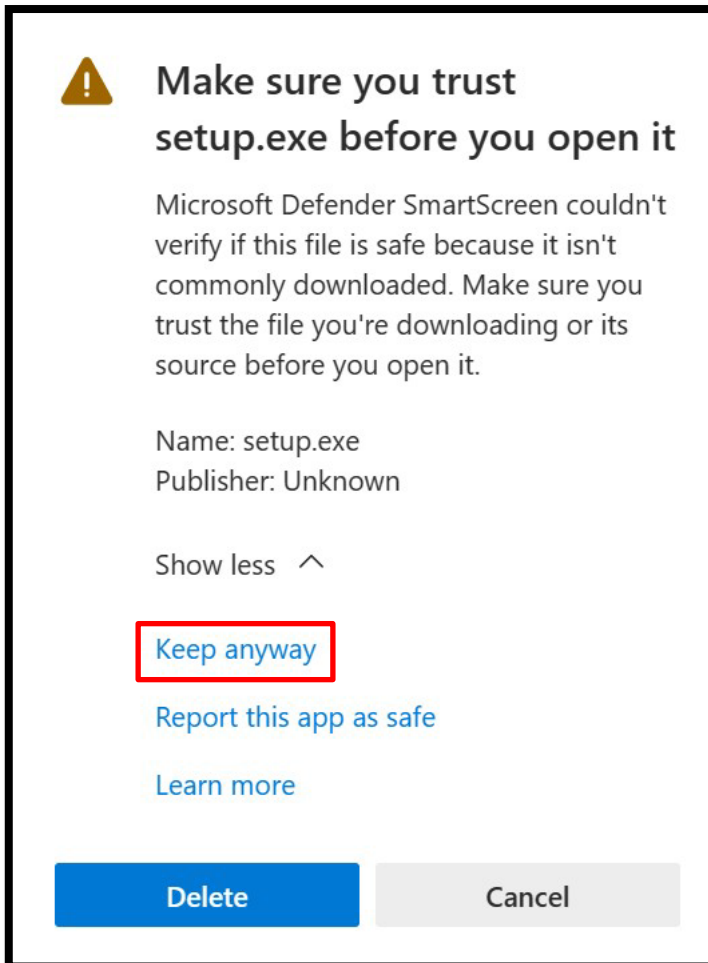 Make sure you trust
setup.exe before you open it
Microsoft Defender SmartScreen couldn't
verify if this file is safe because it isn't
commonly downloaded. Make sure you
trust the file you're downloading or its
source before you open it.
Name: setup.exe
Publisher: Unknown
Show less
Keep anyway
Report this app as safe
Learn more
Delete
Cancel